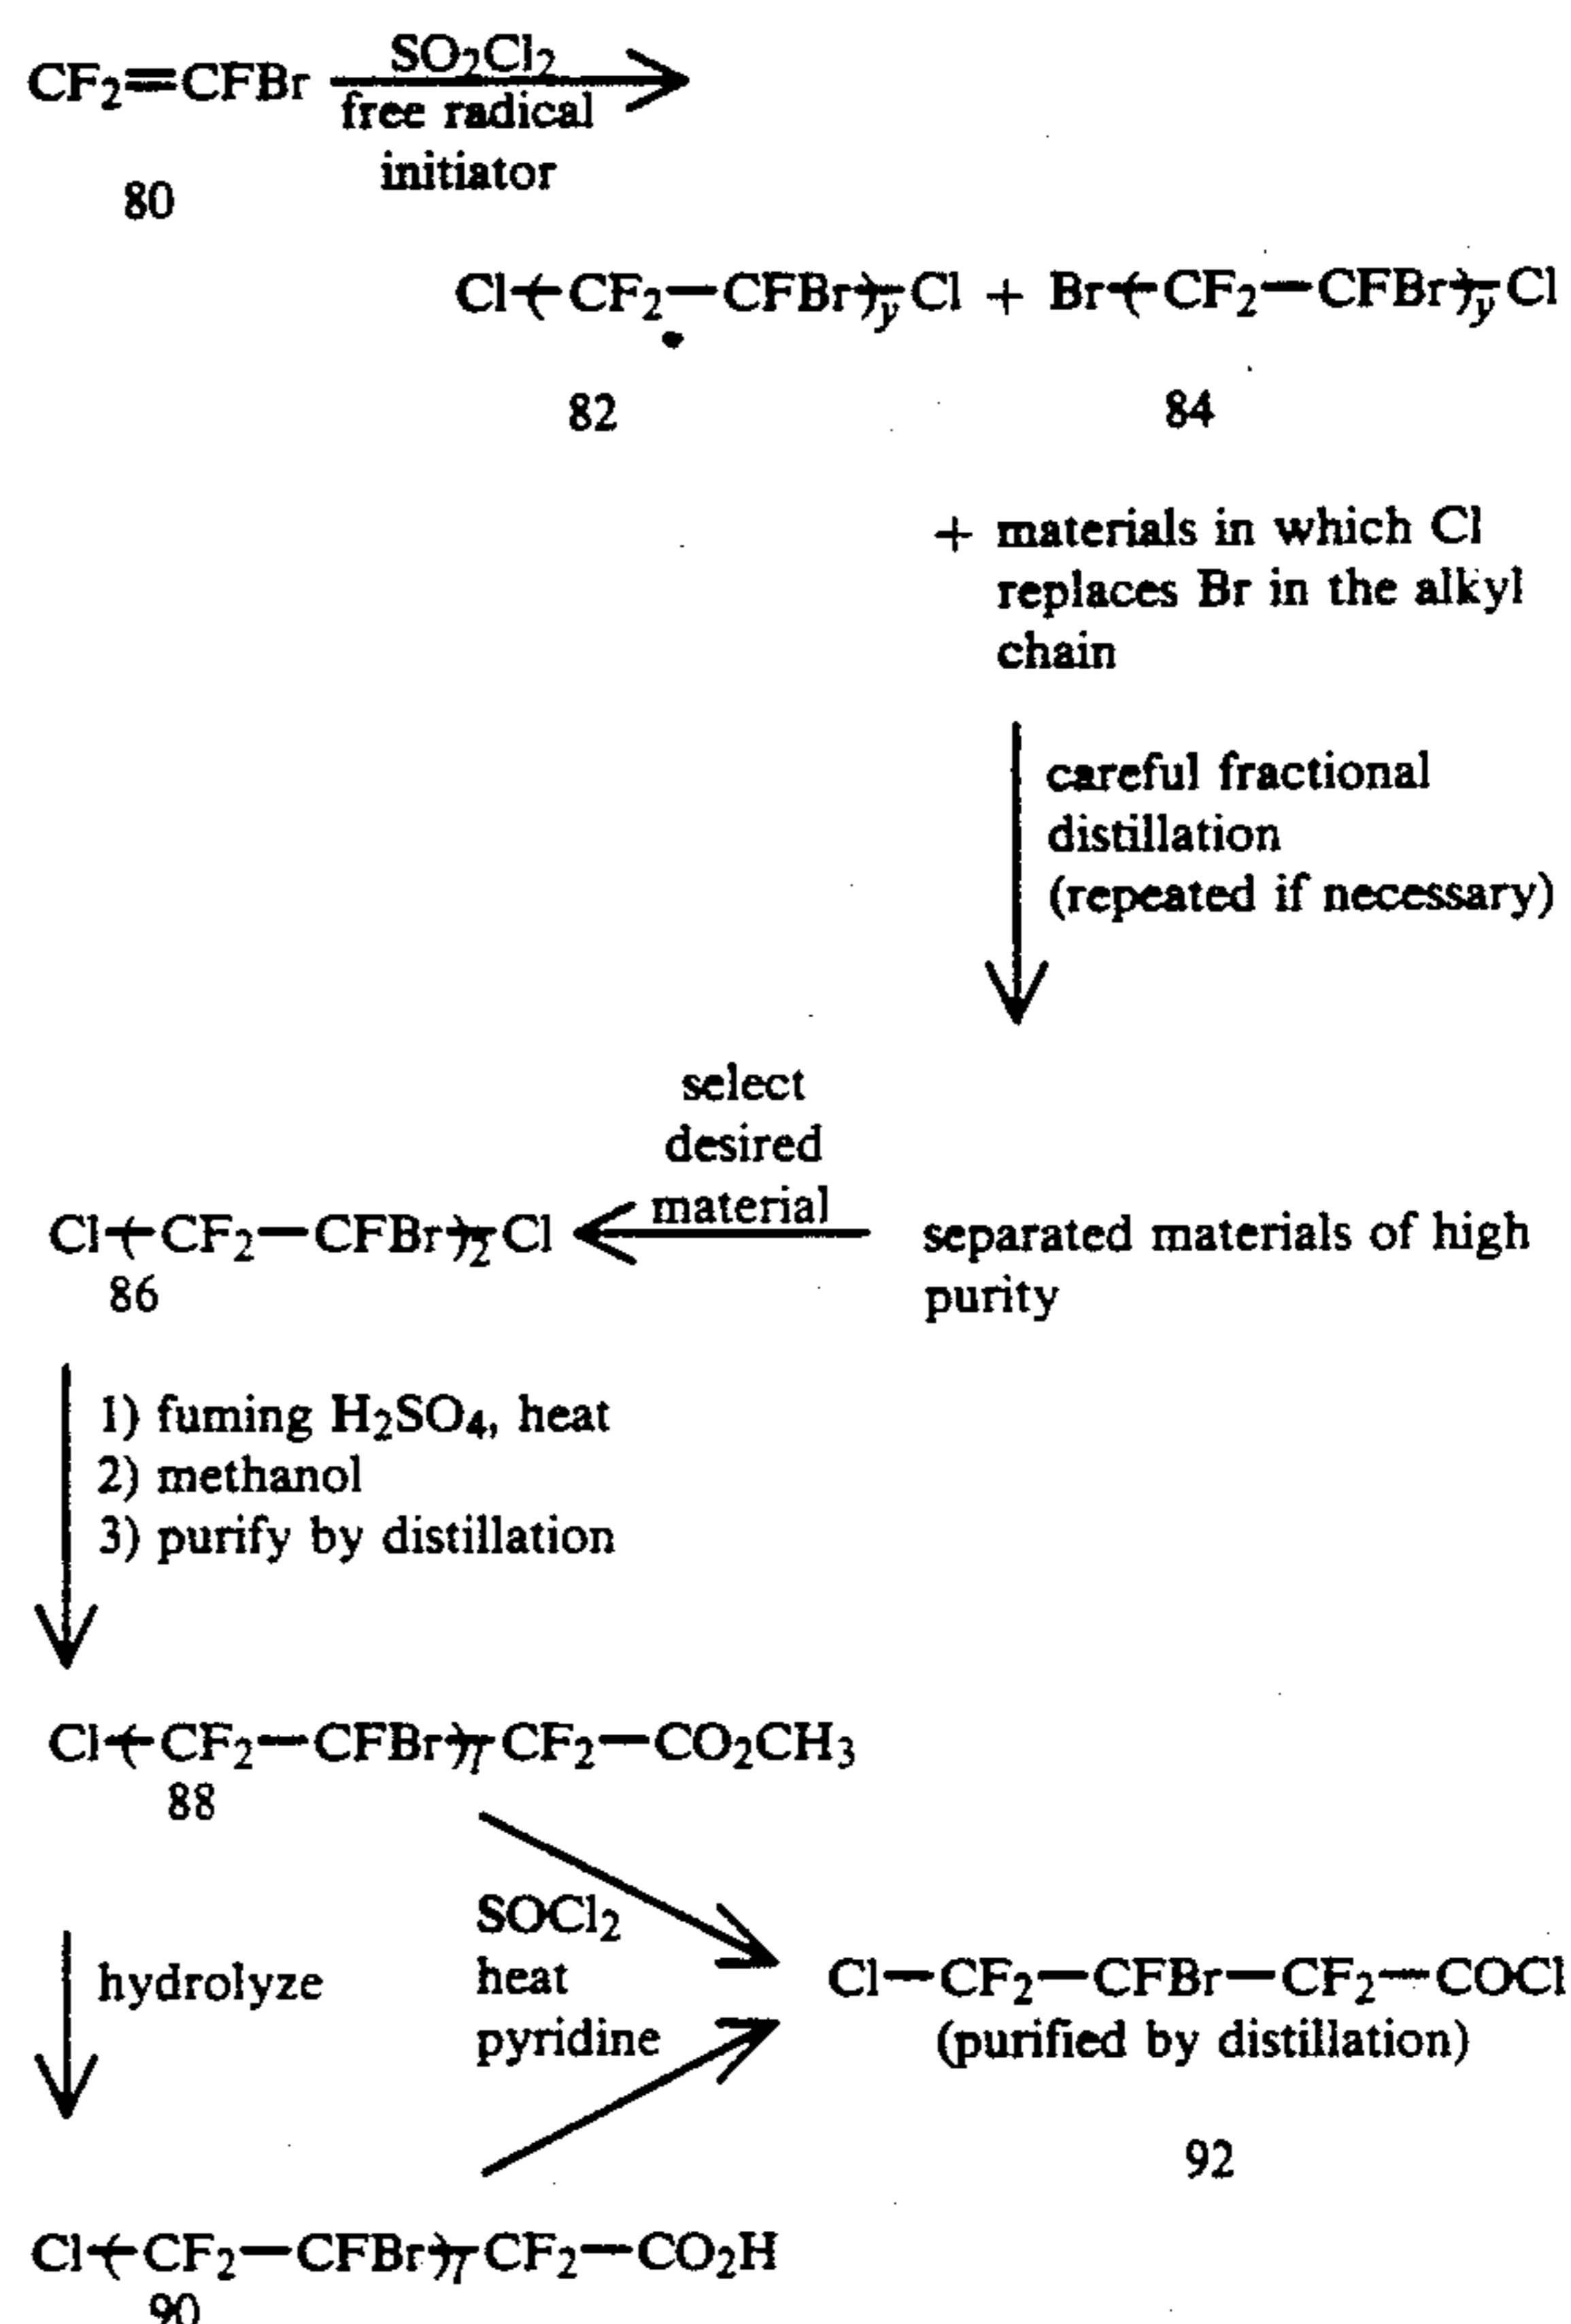 SO₂Cl₂
CF₂=CFBr
free radical
initiator
80
Cl-(-CF₂—CFBr-)-yCl + Br-(-CF₂—CFBr-)-yCl
82 84
+ materials in which Cl
replaces Br in the alkyl
chain
careful fractional
distillation
(repeated if necessary)
select
desired
material
Cl-(-CF₂—CFBr-)-₂Cl
separated materials of high
purity
86
1) fuming H₂SO₄, heat
2) methanol
3) purify by distillation
Cl-(-CF₂—CFBr-)-₁CF₂—CO₂CH₃
88
SOCl₂
heat
pyridine
hydrolyze
Cl—CF₂—CFBr—CF₂—COCl
(purified by distillation)
92
Cl-(-CF₂—CFBr-)-₁CF₂—CO₂H
90